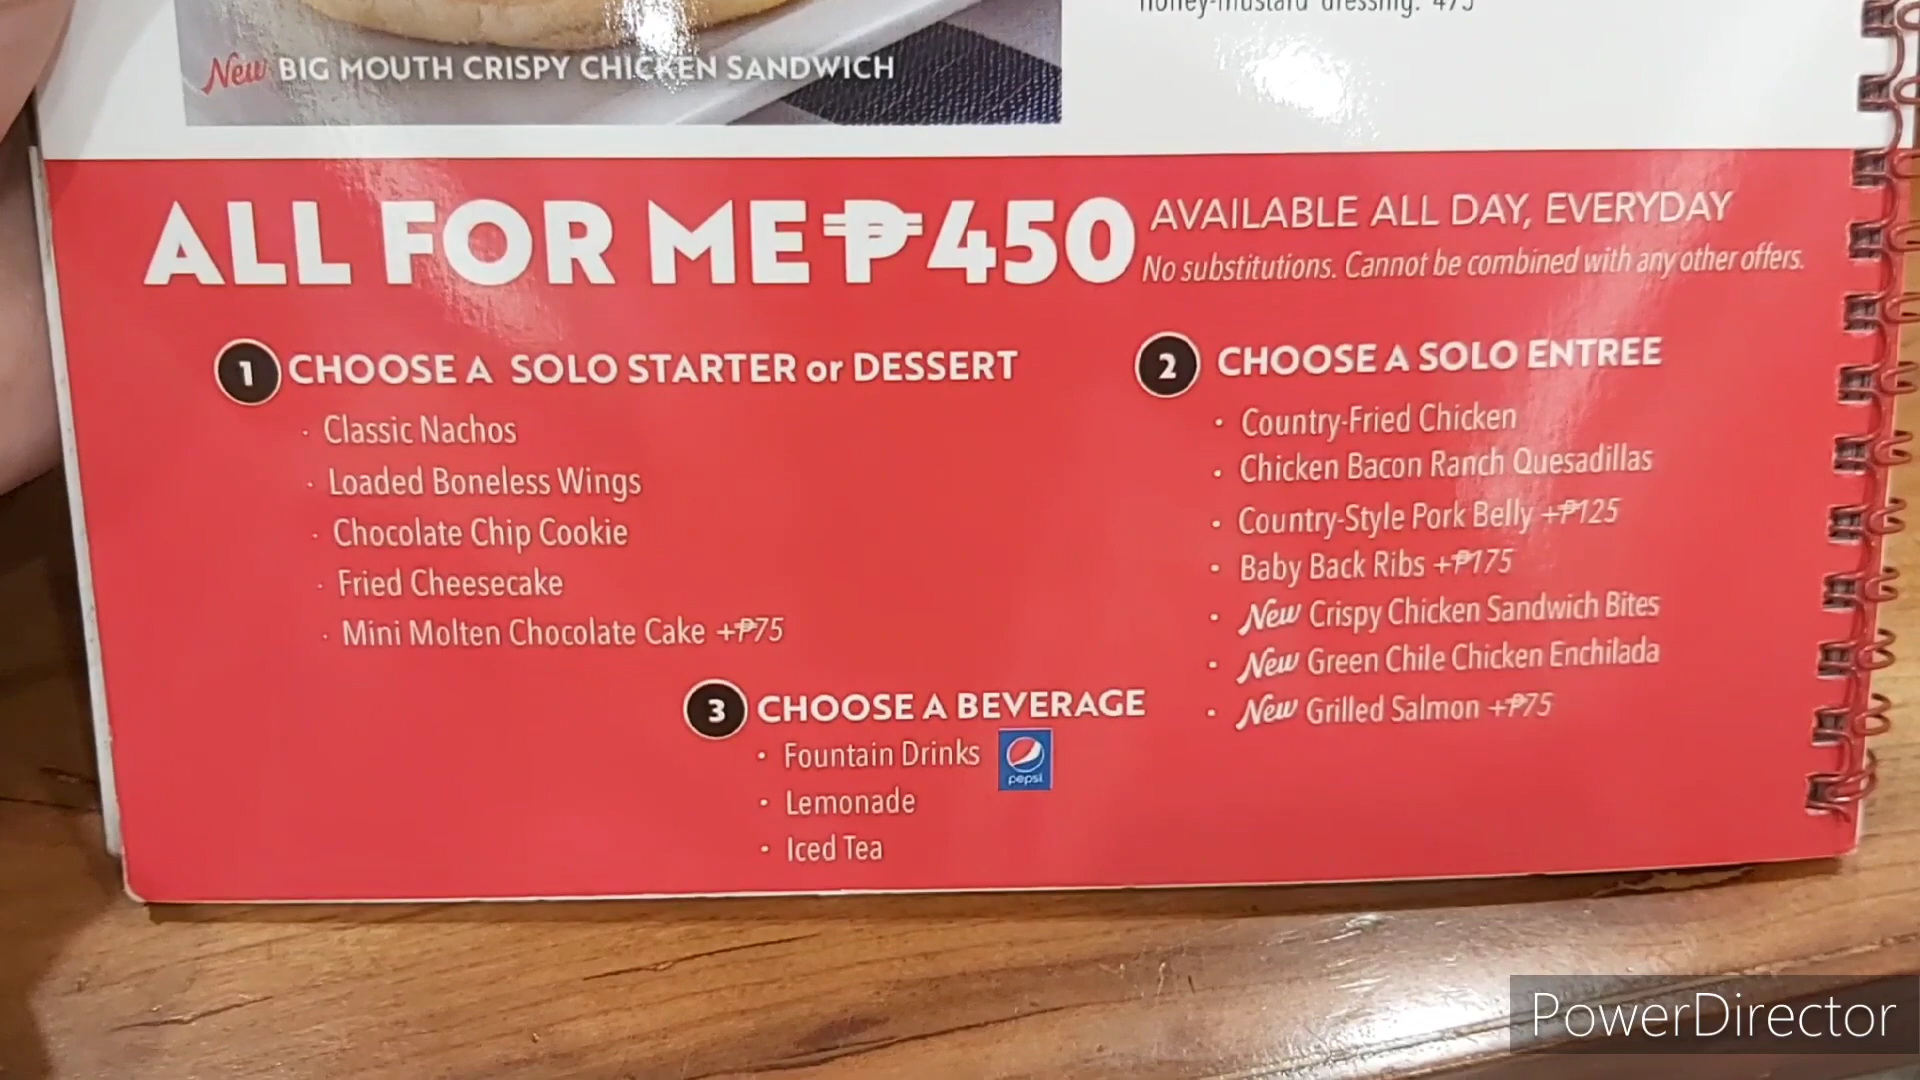 honey-mustard dressing. 475
New BIG MOUTH CRISPY CHICKEN SANDWICH
ALL FOR ME ₱450
AVAILABLE ALL DAY, EVERYDAY
No substitutions. Cannot be combined with any other offers.
1 CHOOSE A SOLO STARTER or DESSERT
· Classic Nachos
· Loaded Boneless Wings
· Chocolate Chip Cookie
· Fried Cheesecake
· Mini Molten Chocolate Cake +₱75
2 CHOOSE A SOLO ENTREE
· Country-Fried Chicken
· Chicken Bacon Ranch Quesadillas
· Country-Style Pork Belly +₱125
· Baby Back Ribs +₱175
· New Crispy Chicken Sandwich Bites
· New Green Chile Chicken Enchilada
· New Grilled Salmon +₱75
3 CHOOSE A BEVERAGE
· Fountain Drinks
pepsi
· Lemonade
· Iced Tea
PowerDirector